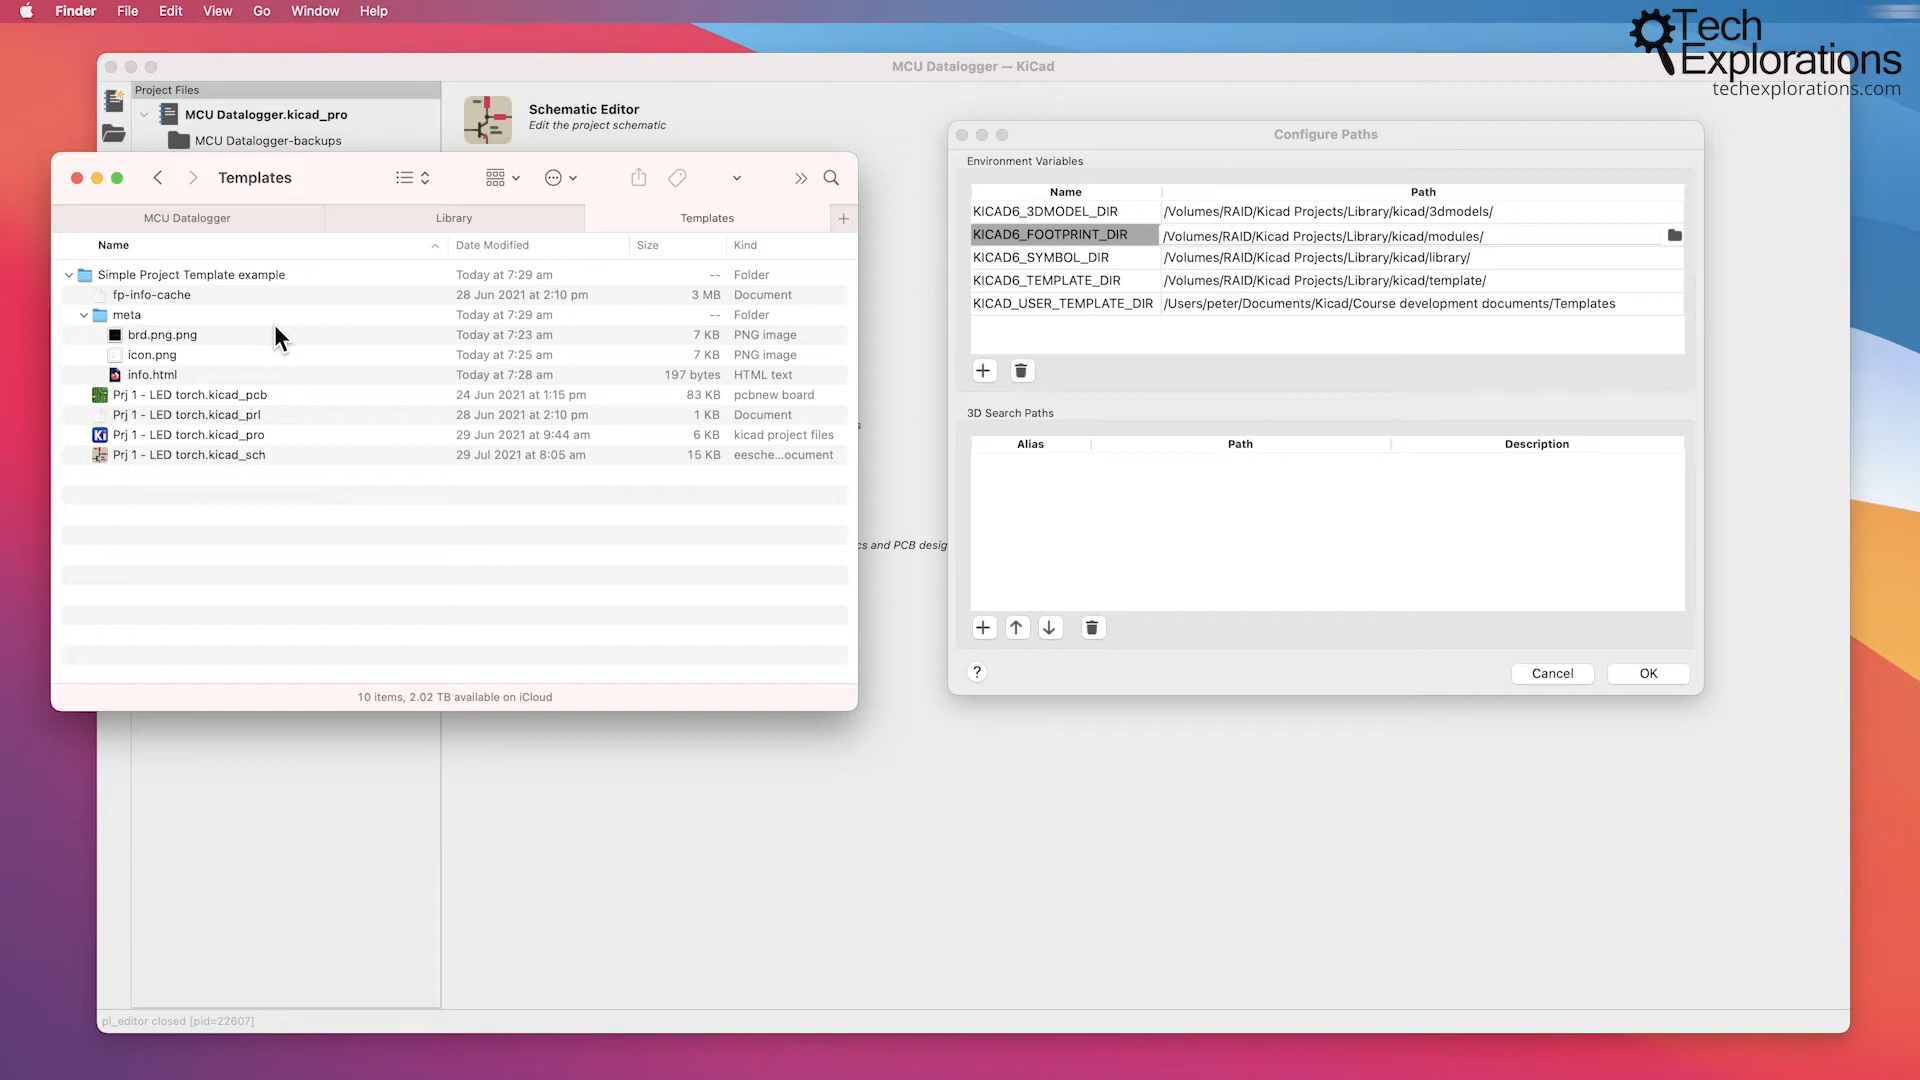 Finder File Edit View Go Window Help
Tech
Explorations
techexplorations.com
MCU Datalogger — KiCad
Project Files
MCU Datalogger.kicad_pro
MCU Datalogger-backups
Schematic Editor
Edit the project schematic
Templates
MCU Datalogger Library Templates
Name Date Modified Size Kind
Simple Project Template example Today at 7:29 am -- Folder
fp-info-cache 28 Jun 2021 at 2:10 pm 3 MB Document
meta Today at 7:29 am -- Folder
brd.png.png Today at 7:23 am 7 KB PNG image
icon.png Today at 7:25 am 7 KB PNG image
info.html Today at 7:28 am 197 bytes HTML text
Prj 1 - LED torch.kicad_pcb 24 Jun 2021 at 1:15 pm 83 KB pcbnew board
Prj 1 - LED torch.kicad_prl 28 Jun 2021 at 2:10 pm 1 KB Document
Prj 1 - LED torch.kicad_pro 29 Jun 2021 at 9:44 am 6 KB kicad project files
Prj 1 - LED torch.kicad_sch 29 Jul 2021 at 8:05 am 15 KB eesche...ocument
10 items, 2.02 TB available on iCloud
s
cs and PCB desig
Configure Paths
Environment Variables
Name Path
KICAD6_3DMODEL_DIR /Volumes/RAID/Kicad Projects/Library/kicad/3dmodels/
KICAD6_FOOTPRINT_DIR /Volumes/RAID/Kicad Projects/Library/kicad/modules/
KICAD6_SYMBOL_DIR /Volumes/RAID/Kicad Projects/Library/kicad/library/
KICAD6_TEMPLATE_DIR /Volumes/RAID/Kicad Projects/Library/kicad/template/
KICAD_USER_TEMPLATE_DIR /Users/peter/Documents/Kicad/Course development documents/Templates
3D Search Paths
Alias Path Description
? Cancel OK
pl_editor closed [pid=22607]